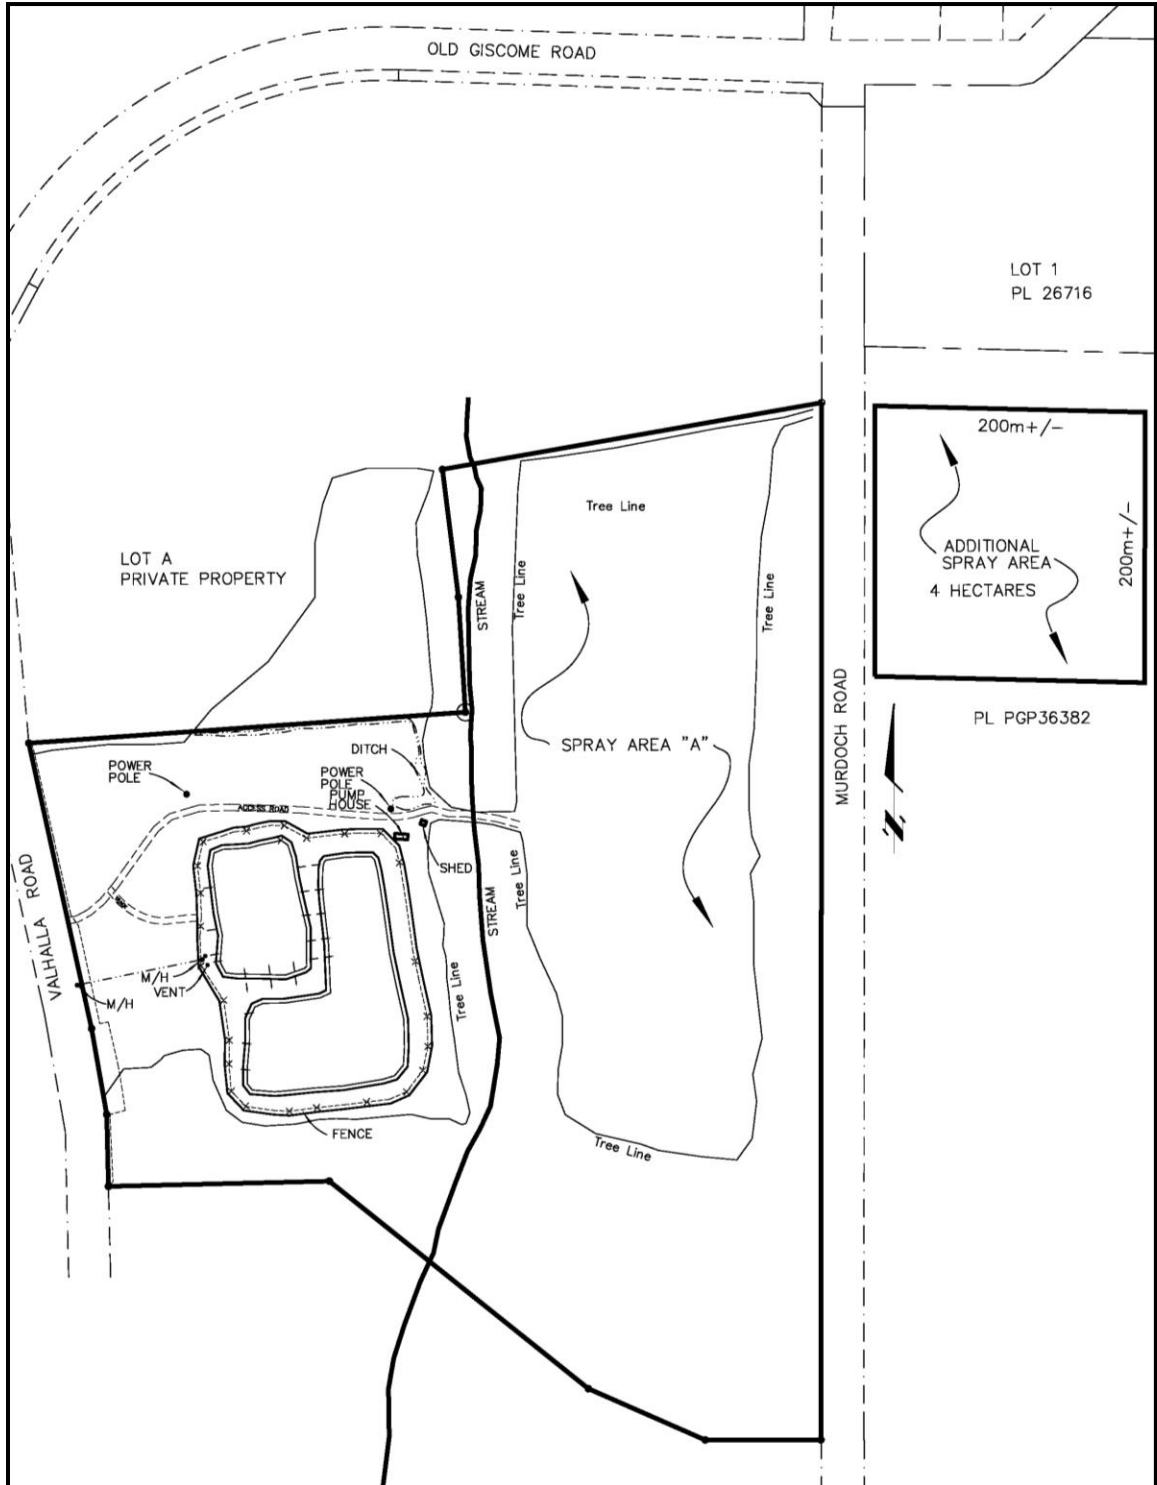 OLD GISCOME ROAD
LOT 1
PL 26716
200m+/-
Tree Line
200m+/-
ADDITIONAL
SPRAY AREA
4 HECTARES
LOT A
PRIVATE PROPERTY
STREAM
Tree Line
Tree Line
MURDOCH ROAD
PL PGP36382
SPRAY AREA "A"
DITCH
POWER
POLE
POWER
POLE
PUMP
HOUSE
ACCESS ROAD
N
SHED
VALHALLA ROAD
STREAM
Tree Line
M/H
VENT
M/H
Tree Line
FENCE
Tree Line